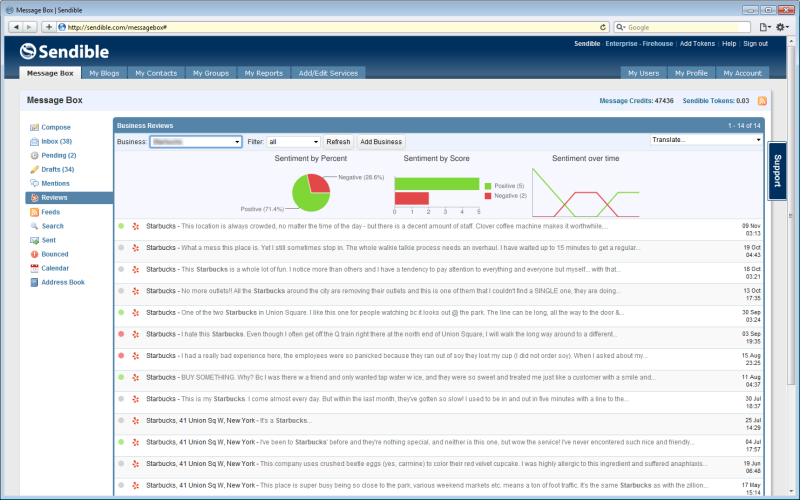 Message Box | Sendible
http://sendible.com/messagebox#
Google
Sendible
Sendible Enterprise - Firehouse | Add Tokens | Help | Sign out
Message Box My Blogs My Contacts My Groups My Reports Add/Edit Services My Users My Profile My Account
Message Box
Message Credits: 47436 Sendible Tokens: 0.03
Compose
Inbox (38)
Pending (2)
Drafts (34)
Mentions
Reviews
Feeds
Search
Sent
Bounced
Calendar
Address Book
Business Reviews 1 - 14 of 14
Business: Filter: all Refresh Add Business Translate...
Sentiment by Percent
Negative (28.6%)
Positive (71.4%)
Sentiment by Score
Positive (5)
Negative (2)
0 1 2 3 4 5
Sentiment over time
Support
Starbucks - This location is always crowded, no matter the time of the day - but there is a decent amount of staff. Clover coffee machine makes it worthwhile,... 09 Nov
03:13
Starbucks - What a mess this place is. Yet I still sometimes stop in. The whole walkie talkie process needs an overhaul. I have waited up to 15 minutes to get a regular... 19 Oct
04:43
Starbucks - This Starbucks is a whole lot of fun. I notice more than others and I have a tendency to pay attention to everything and everyone but myself... with that... 18 Oct
03:21
Starbucks - No more outlets!! All the Starbucks around the city are removing their outlets and this is one of them that I couldn't find a SINGLE one, they are doing... 13 Oct
17:35
Starbucks - One of the two Starbucks in Union Square. I like this one for people watching bc it looks out @ the park. The line can be long, all the way to the door &... 30 Sep
03:24
Starbucks - I hate this Starbucks. Even though I often get off the Q train right there at the north end of Union Square, I will walk the long way around to a different... 03 Sep
19:35
Starbucks - I had a really bad experience here, the employees were so panicked because they ran out of soy they lost my cup (I did not order soy). When I asked about my... 15 Aug
23:25
Starbucks - BUY SOMETHING. Why? Bc I was there w a friend and only wanted tap water w ice, and they were so sweet and treated me just like a customer with a smile and... 11 Aug
04:37
Starbucks - This is my Starbucks. I come almost every day. But within the last month, they've gotten so slow! I used to be in and out in five minutes with a line to the... 30 Jul
18:37
Starbucks, 41 Union Sq W, New York - It's a Starbucks... 25 Jul
14:29
Starbucks, 41 Union Sq W, New York - I've been to Starbucks' before and they're nothing special, and neither is this one, but wow the service! I've never encontered such nice and friendly... 04 Jul
17:57
Starbucks, 41 Union Sq W, New York - This company uses crushed beetle eggs (yes, carmine) to color their red velvet cupcake. I was highly allergic to this ingredient and suffered anaphlaxis... 19 Jun
06:48
Starbucks, 41 Union Sq W, New York - This place is super busy being so close to the park, various weekend markets etc. means a ton of foot traffic. It's the same Starbucks as with the zillion... 17 May
15:14